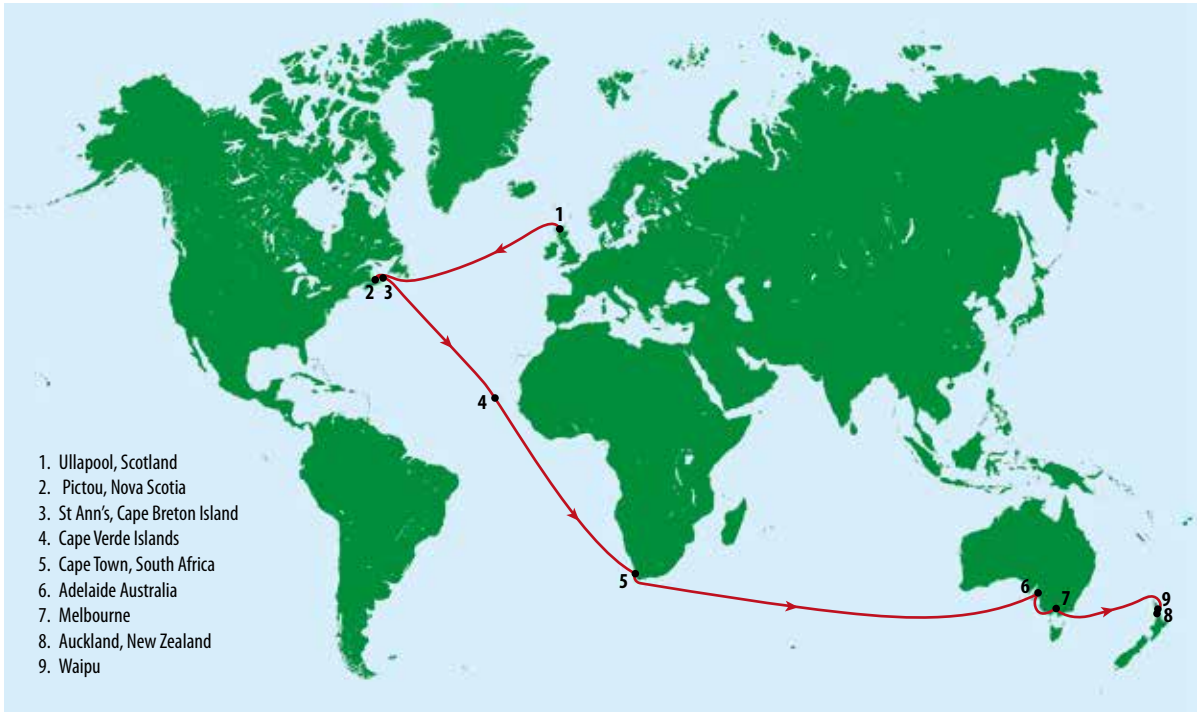 1
2 3
4
5
6
7
9
8
1. Ullapool, Scotland
2. Pictou, Nova Scotia
3. St Ann's, Cape Breton Island
4. Cape Verde Islands
5. Cape Town, South Africa
6. Adelaide Australia
7. Melbourne
8. Auckland, New Zealand
9. Waipu